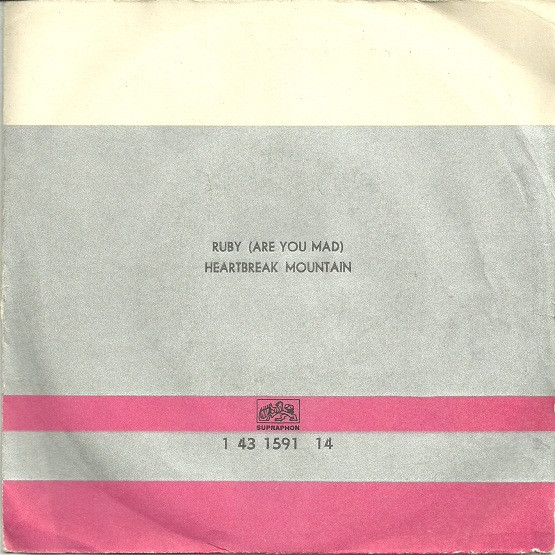 RUBY (ARE YOU MAD)
HEARTBREAK MOUNTAIN
SUPRAPHON
1 43 1591 14